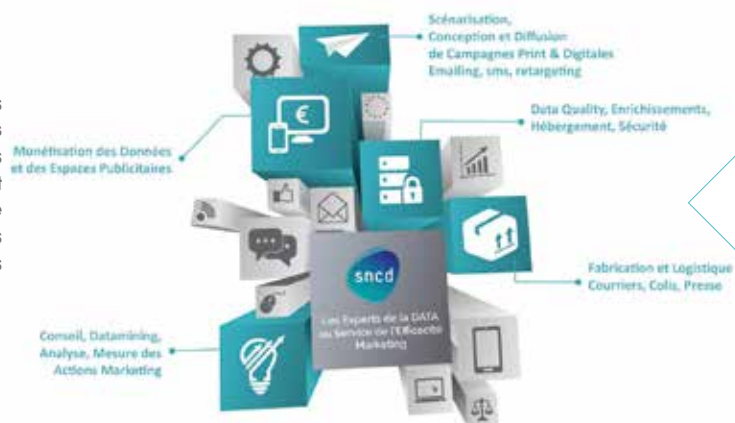 Scénarisation,
Conception et Diffusion
de Campagnes Print & Digitales
Emailing, sms, retargeting
Data Quality, Enrichissements,
Hébergement, Sécurité
Monétisation des Données
et des Espaces Publicitaires
sncd
Les Experts de la DATA
au Service de l'Efficacité
Marketing
Fabrication et Logistique
Courriers, Colis, Presse
Conseil, Datamining,
Analyse, Mesure des
Actions Marketing